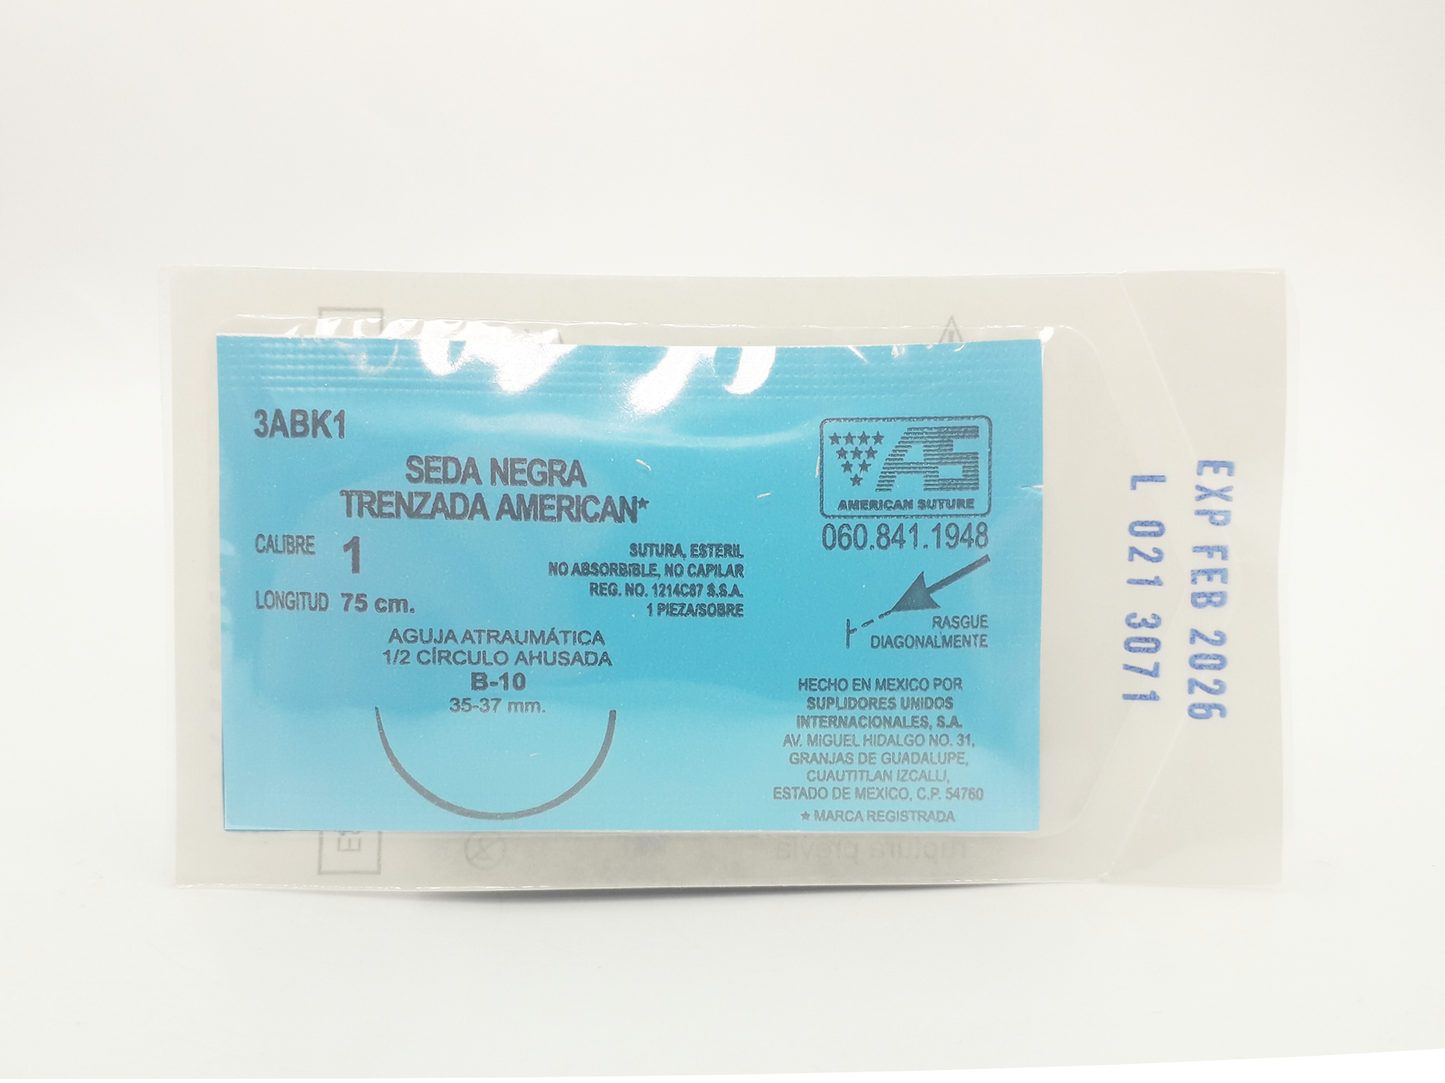 3ABK1
SEDA NEGRA
TRENZADA AMERICAN*
CALIBRE 1
LONGITUD 75 cm.
SUTURA, ESTERIL
NO ABSORBIBLE, NO CAPILAR
REG. NO. 1214C87 S.S.A.
1 PIEZA/SOBRE
AGUJA ATRAUMÁTICA
1/2 CÍRCULO AHUSADA
B-10
35-37 mm.
AS
AMERICAN SUTURE
060.841.1948
RASGUE
DIAGONALMENTE
HECHO EN MEXICO POR
SUPLIDORES UNIDOS
INTERNACIONALES, S.A.
AV. MIGUEL HIDALGO NO. 31,
GRANJAS DE GUADALUPE,
CUAUTITLAN IZCALLI,
ESTADO DE MEXICO, C.P. 54760
★ MARCA REGISTRADA
EXP FEB 2026
L 021 3071
ruptura previa